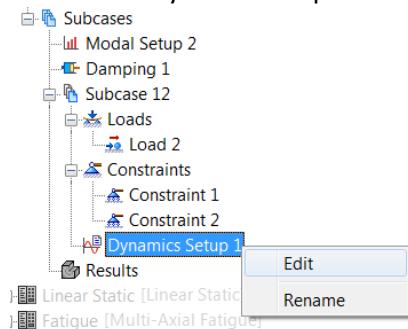 Subcases
Modal Setup 2
Damping 1
Subcase 12
Loads
Load 2
Constraints
Constraint 1
Constraint 2
Dynamics Setup 1
Edit
Results
Linear Static [Linear Static
Rename
Fatigue [Multi-Axial Fatigue]